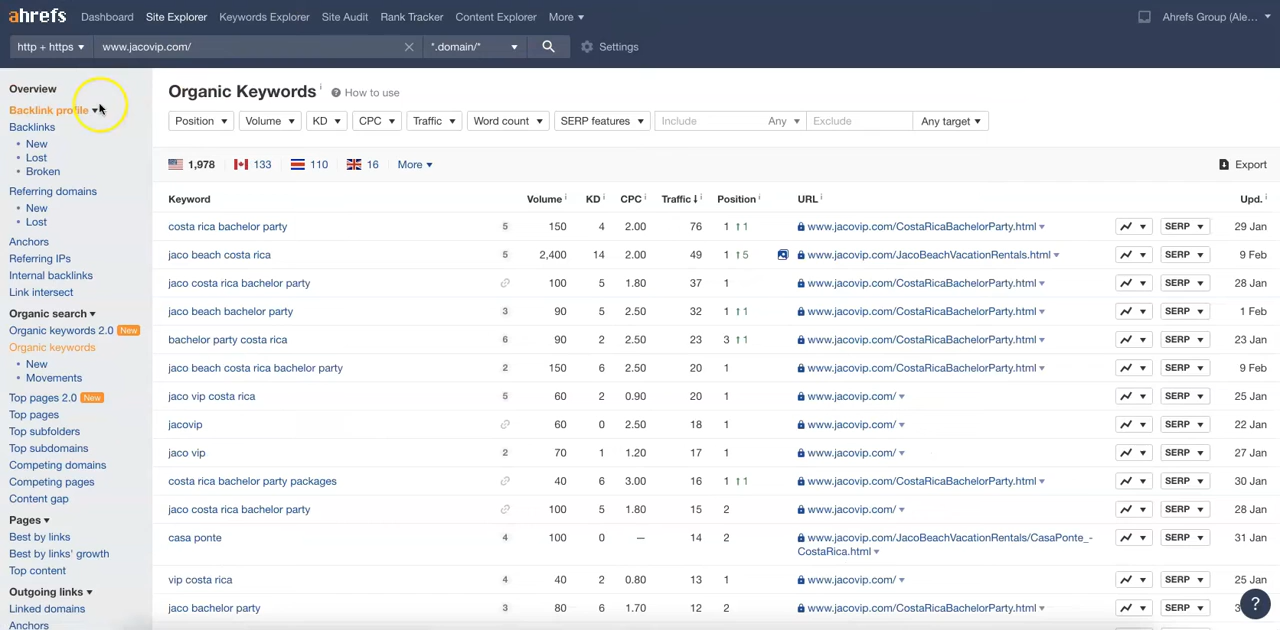 ahrefs Dashboard Site Explorer Keywords Explorer Site Audit Rank Tracker Content Explorer More Ahrefs Group (Ale...
http + https www.jacovip.com/ *.domain/* Settings
Overview
Backlink profile
Backlinks
New
Lost
Broken
Referring domains
New
Lost
Anchors
Referring IPs
Internal backlinks
Link intersect
Organic search
Organic keywords 2.0 New
Organic keywords
New
Movements
Top pages 2.0 New
Top pages
Top subfolders
Top subdomains
Competing domains
Competing pages
Content gap
Pages
Best by links
Best by links' growth
Top content
Outgoing links
Linked domains
Anchors
Organic Keywords i ? How to use
Position Volume KD CPC Traffic Word count SERP features Include Any Exclude Any target
1,978 133 110 16 More Export
Keyword Volume i KD i CPC i Traffic ↓ i Position i URL i Upd. i
costa rica bachelor party 5 150 4 2.00 76 1 ↑1 www.jacovip.com/CostaRicaBachelorParty.html SERP 29 Jan
jaco beach costa rica 5 2,400 14 2.00 49 1 ↑5 www.jacovip.com/JacoBeachVacationRentals.html SERP 9 Feb
jaco costa rica bachelor party 100 5 1.80 37 1 www.jacovip.com/CostaRicaBachelorParty.html SERP 28 Jan
jaco beach bachelor party 3 90 5 2.50 32 1 ↑1 www.jacovip.com/CostaRicaBachelorParty.html SERP 1 Feb
bachelor party costa rica 6 90 2 2.50 23 3 ↑1 www.jacovip.com/CostaRicaBachelorParty.html SERP 23 Jan
jaco beach costa rica bachelor party 2 150 6 2.50 20 1 www.jacovip.com/CostaRicaBachelorParty.html SERP 9 Feb
jaco vip costa rica 5 60 2 0.90 20 1 www.jacovip.com/ SERP 25 Jan
jacovip 60 0 2.50 18 1 www.jacovip.com/ SERP 22 Jan
jaco vip 2 70 1 1.20 17 1 www.jacovip.com/ SERP 27 Jan
costa rica bachelor party packages 40 6 3.00 16 1 ↑1 www.jacovip.com/CostaRicaBachelorParty.html SERP 30 Jan
jaco costa rica bachelor party 100 5 1.80 15 2 www.jacovip.com/ SERP 28 Jan
casa ponte 4 100 0 — 14 2 www.jacovip.com/JacoBeachVacationRentals/CasaPonte_-
CostaRica.html SERP 31 Jan
vip costa rica 4 40 2 0.80 13 1 www.jacovip.com/ SERP 25 Jan
jaco bachelor party 3 80 6 1.70 12 2 www.jacovip.com/CostaRicaBachelorParty.html SERP
?